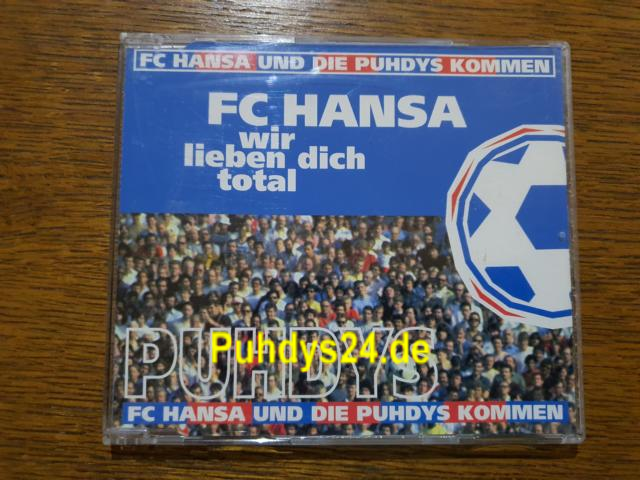 FC HANSA UND DIE PUHDYS KOMMEN
FC HANSA
wir
lieben dich
total
PUHDYS
Puhdys24.de
FC HANSA UND DIE PUHDYS KOMMEN